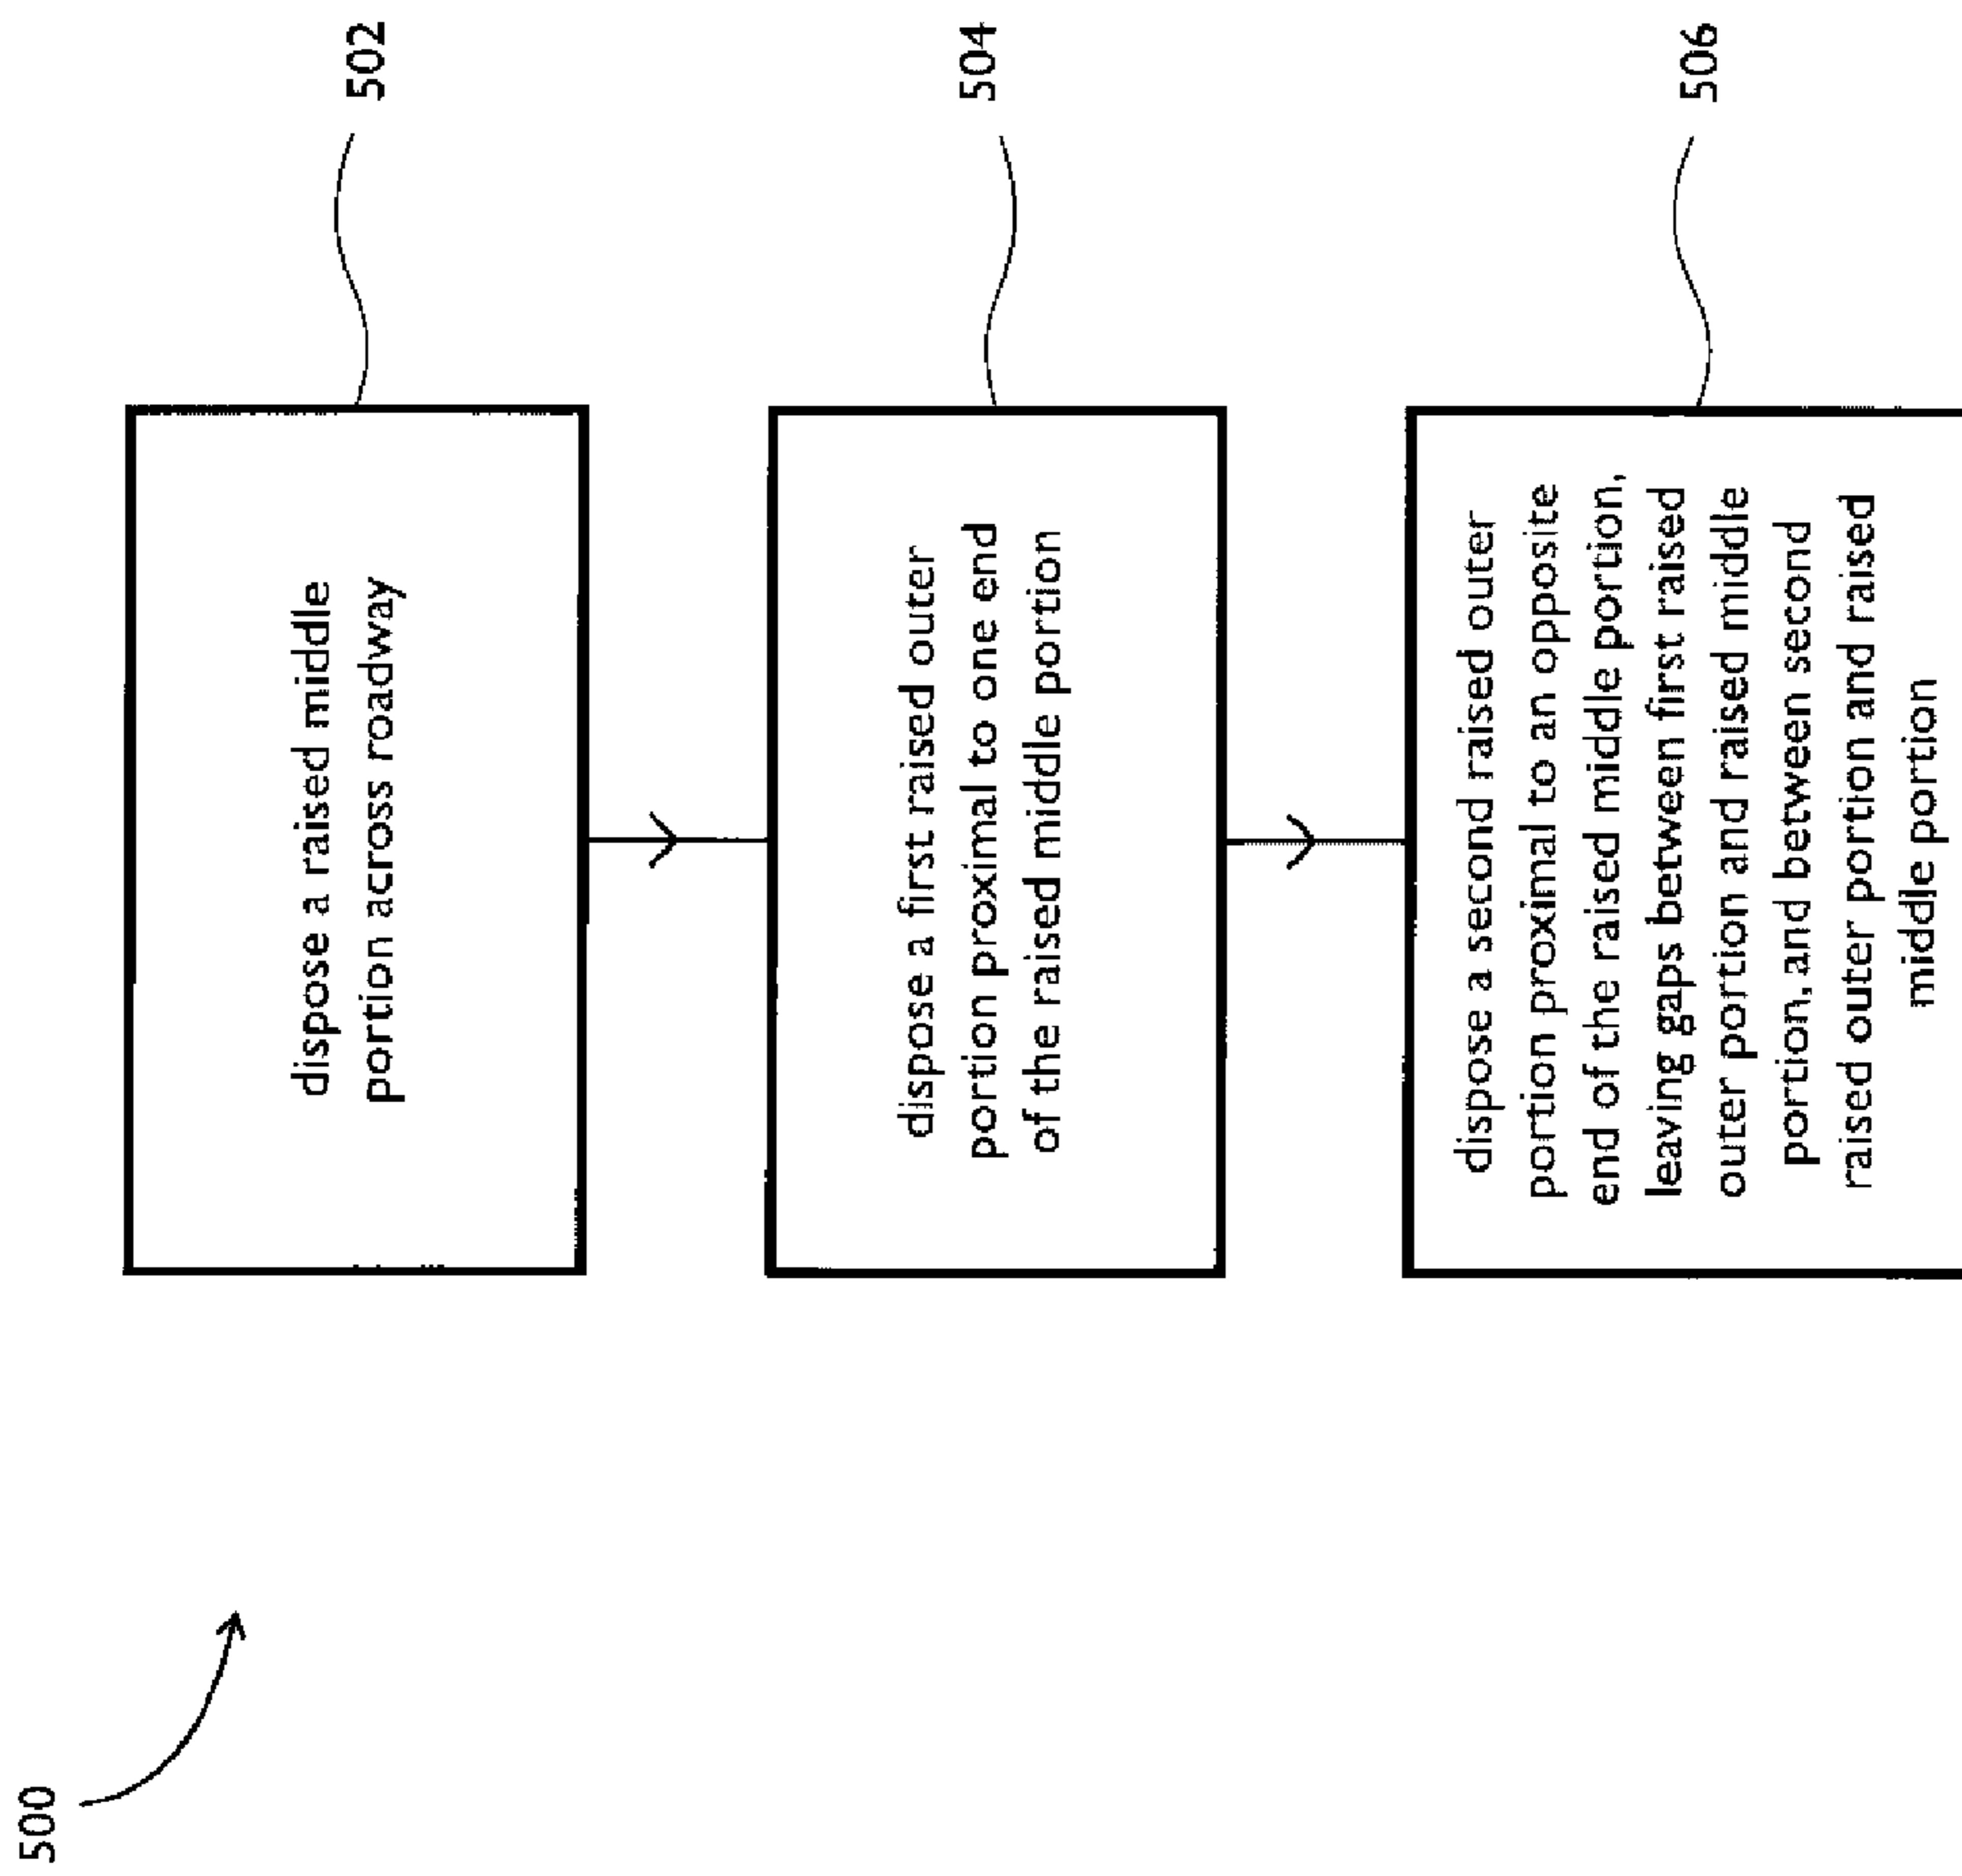 500
502
dispose a raised middle
portion across roadway
504
dispose a first raised outer
portion proximal to one end
of the raised middle portion
506
dispose a second raised outer
portion proximal to an opposite
end of the raised middle portion,
leaving gaps between first raised
outer portion and raised middle
portion, and between second
raised outer portion and raised
middle portion